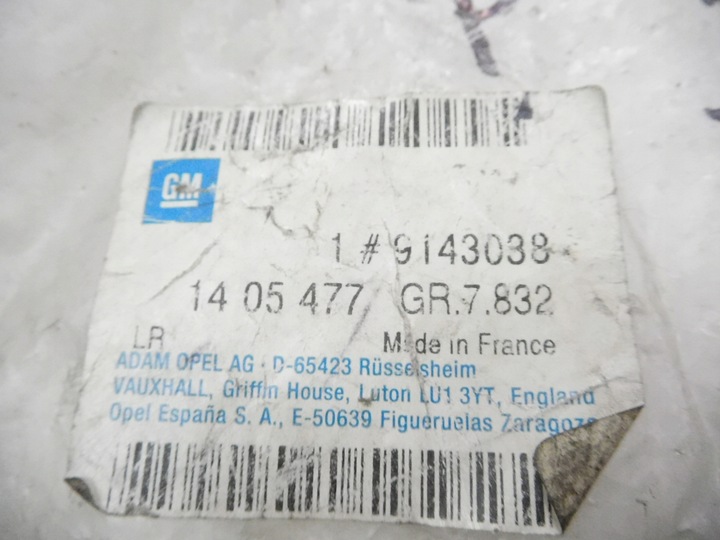 GM
1 # 9143038
14 05 477 GR.7.832
LR Made in France
ADAM OPEL AG · D-65423 Rüsselsheim
VAUXHALL, Griffin House, Luton LU1 3YT, England
Opel España S. A., E-50639 Figueruelas Zaragoza